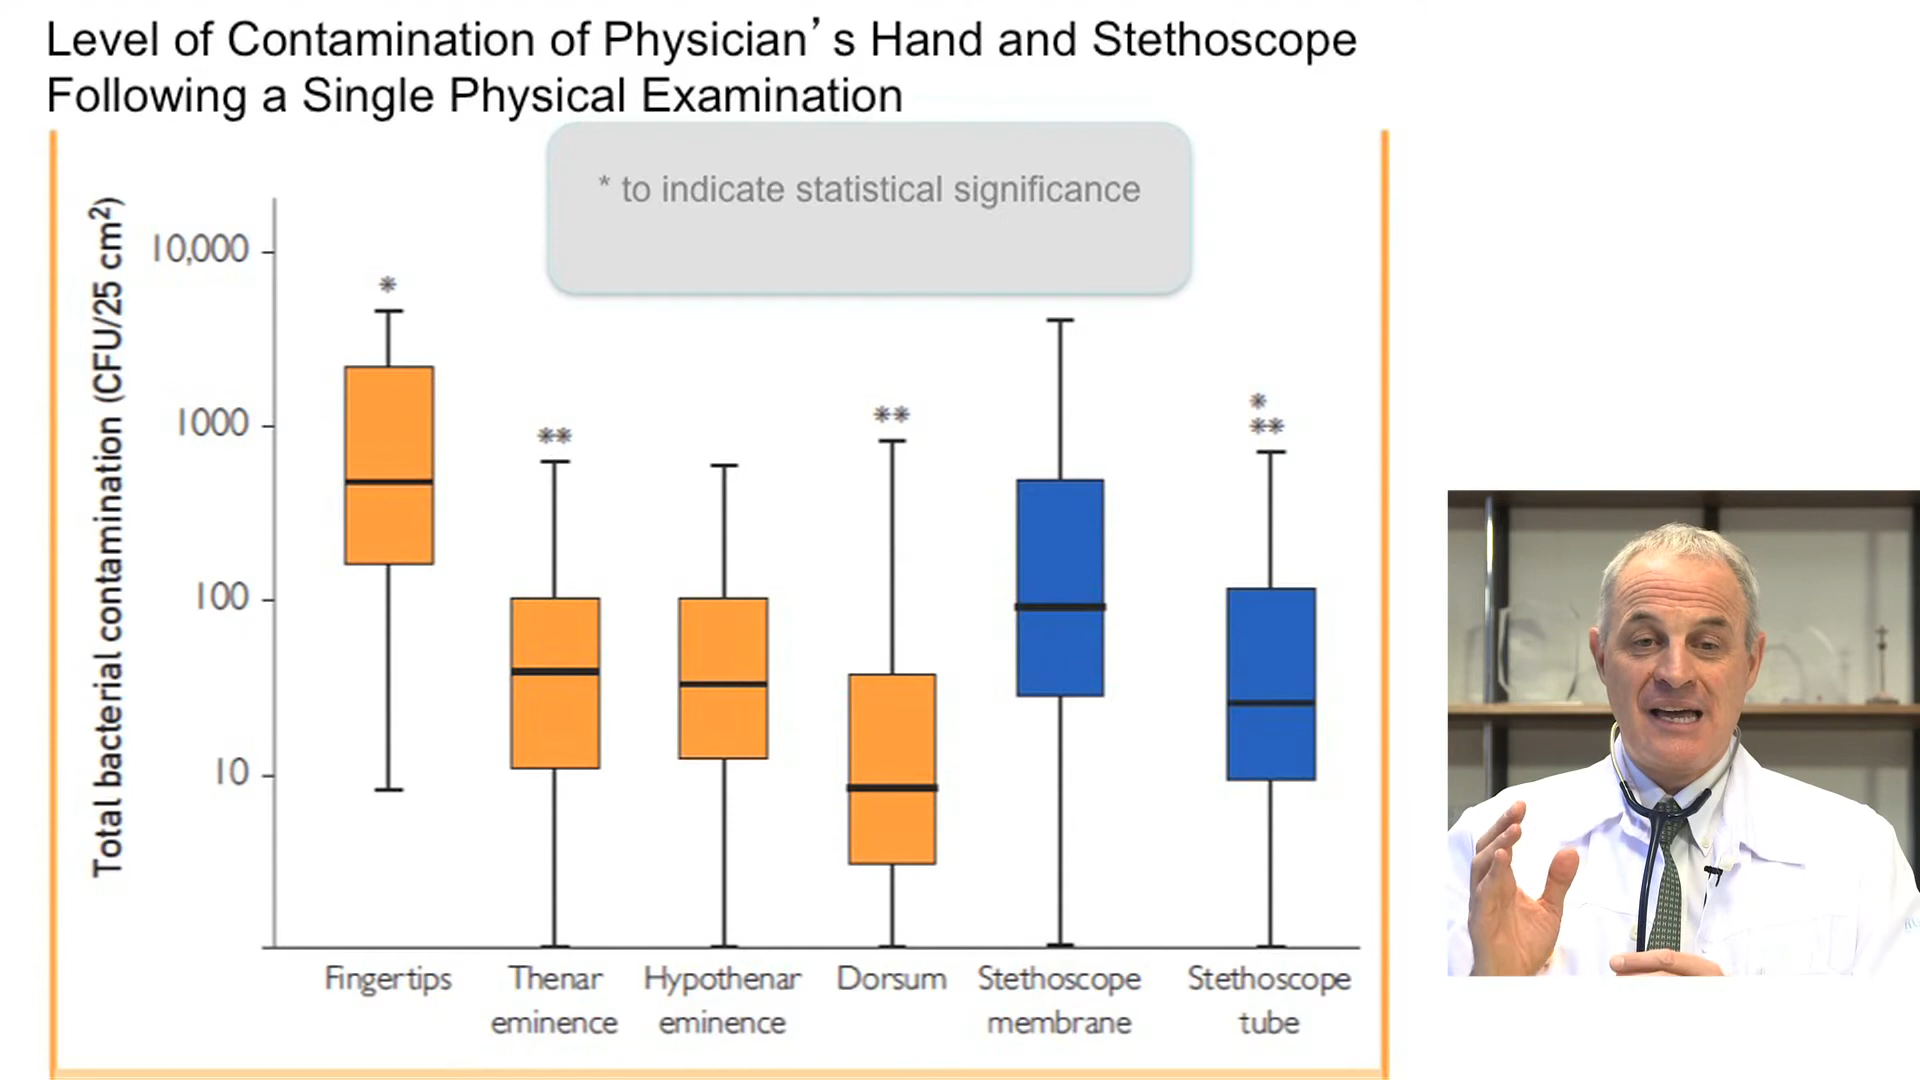 Level of Contamination of Physician’s Hand and Stethoscope
Following a Single Physical Examination
* to indicate statistical significance
Total bacterial contamination (CFU/25 cm²)
10,000
1000
100
10
*
**
**
*
**
Fingertips
Thenar
eminence
Hypothenar
eminence
Dorsum
Stethoscope
membrane
Stethoscope
tube